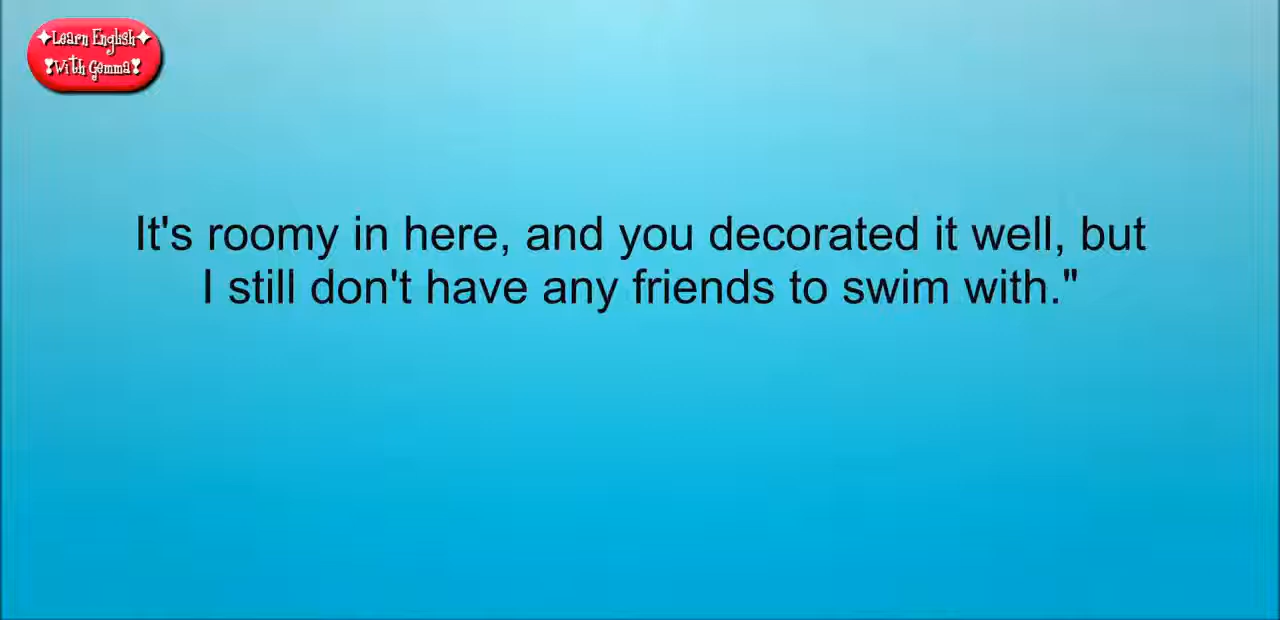 ✦Learn English✦
❣With Gemma❣
It's roomy in here, and you decorated it well, but
I still don't have any friends to swim with."